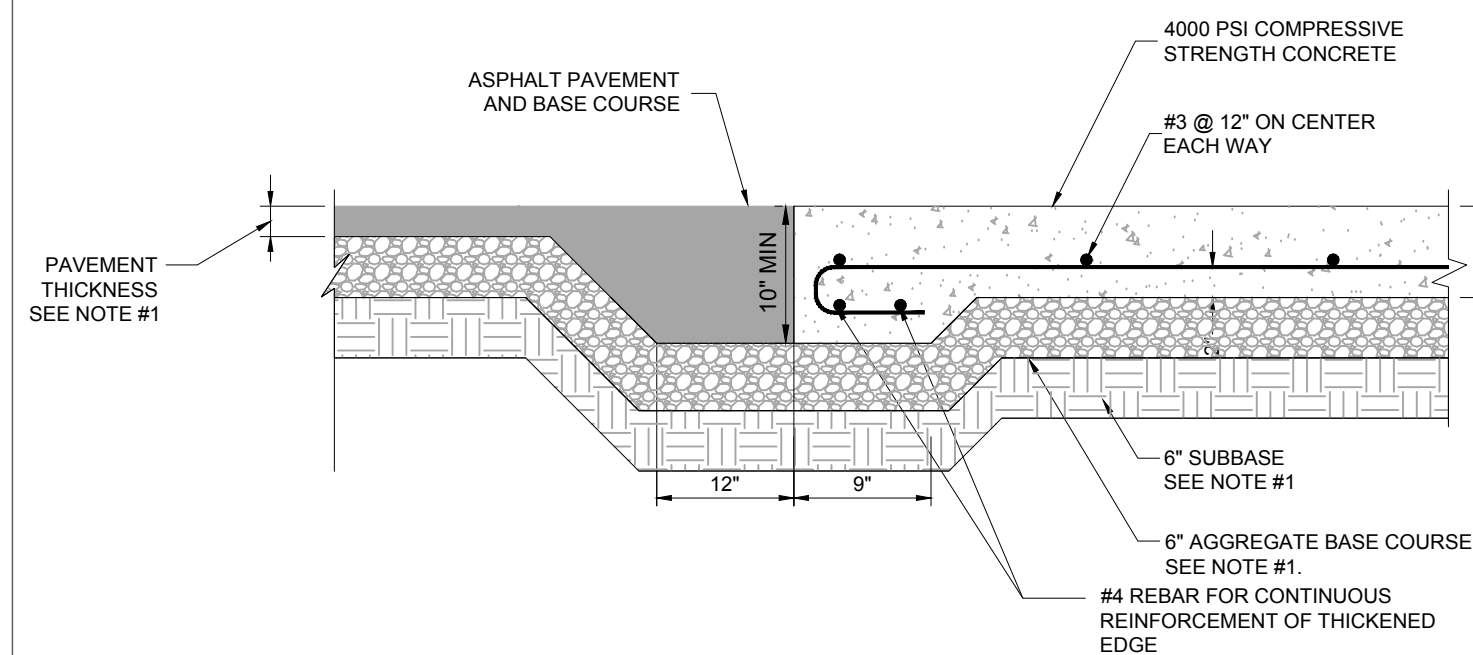 4000 PSI COMPRESSIVE
STRENGTH CONCRETE
ASPHALT PAVEMENT
AND BASE COURSE
#3 @ 12" ON CENTER
EACH WAY
PAVEMENT
THICKNESS
SEE NOTE #1
10" MIN
12"
9"
6" SUBBASE
SEE NOTE #1
6" AGGREGATE BASE COURSE
SEE NOTE #1.
#4 REBAR FOR CONTINUOUS
REINFORCEMENT OF THICKENED
EDGE